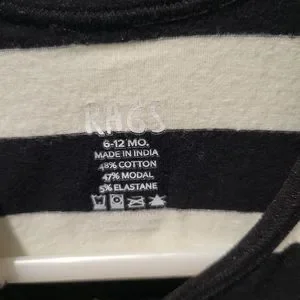 RAGS
6-12 MO.
MADE IN INDIA
48% COTTON
47% MODAL
5% ELASTANE